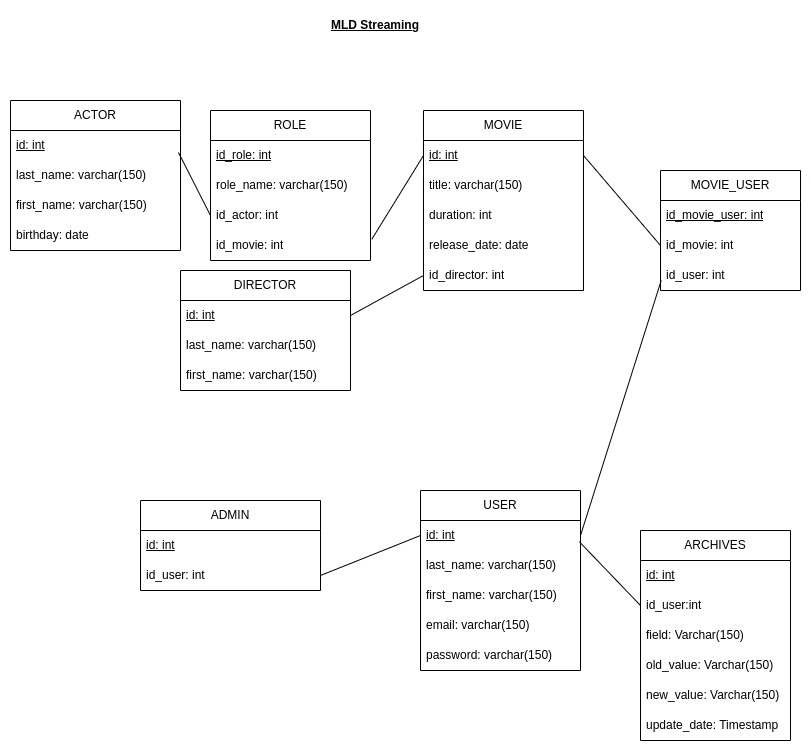 MLD Streaming
ACTOR
id: int
last_name: varchar(150)
first_name: varchar(150)
birthday: date
ROLE
id_role: int
role_name: varchar(150)
id_actor: int
id_movie: int
MOVIE
id: int
title: varchar(150)
duration: int
release_date: date
id_director: int
MOVIE_USER
id_movie_user: int
id_movie: int
id_user: int
DIRECTOR
id: int
last_name: varchar(150)
first_name: varchar(150)
ADMIN
id: int
id_user: int
USER
id: int
last_name: varchar(150)
first_name: varchar(150)
email: varchar(150)
password: varchar(150)
ARCHIVES
id: int
id_user:int
field: Varchar(150)
old_value: Varchar(150)
new_value: Varchar(150)
update_date: Timestamp